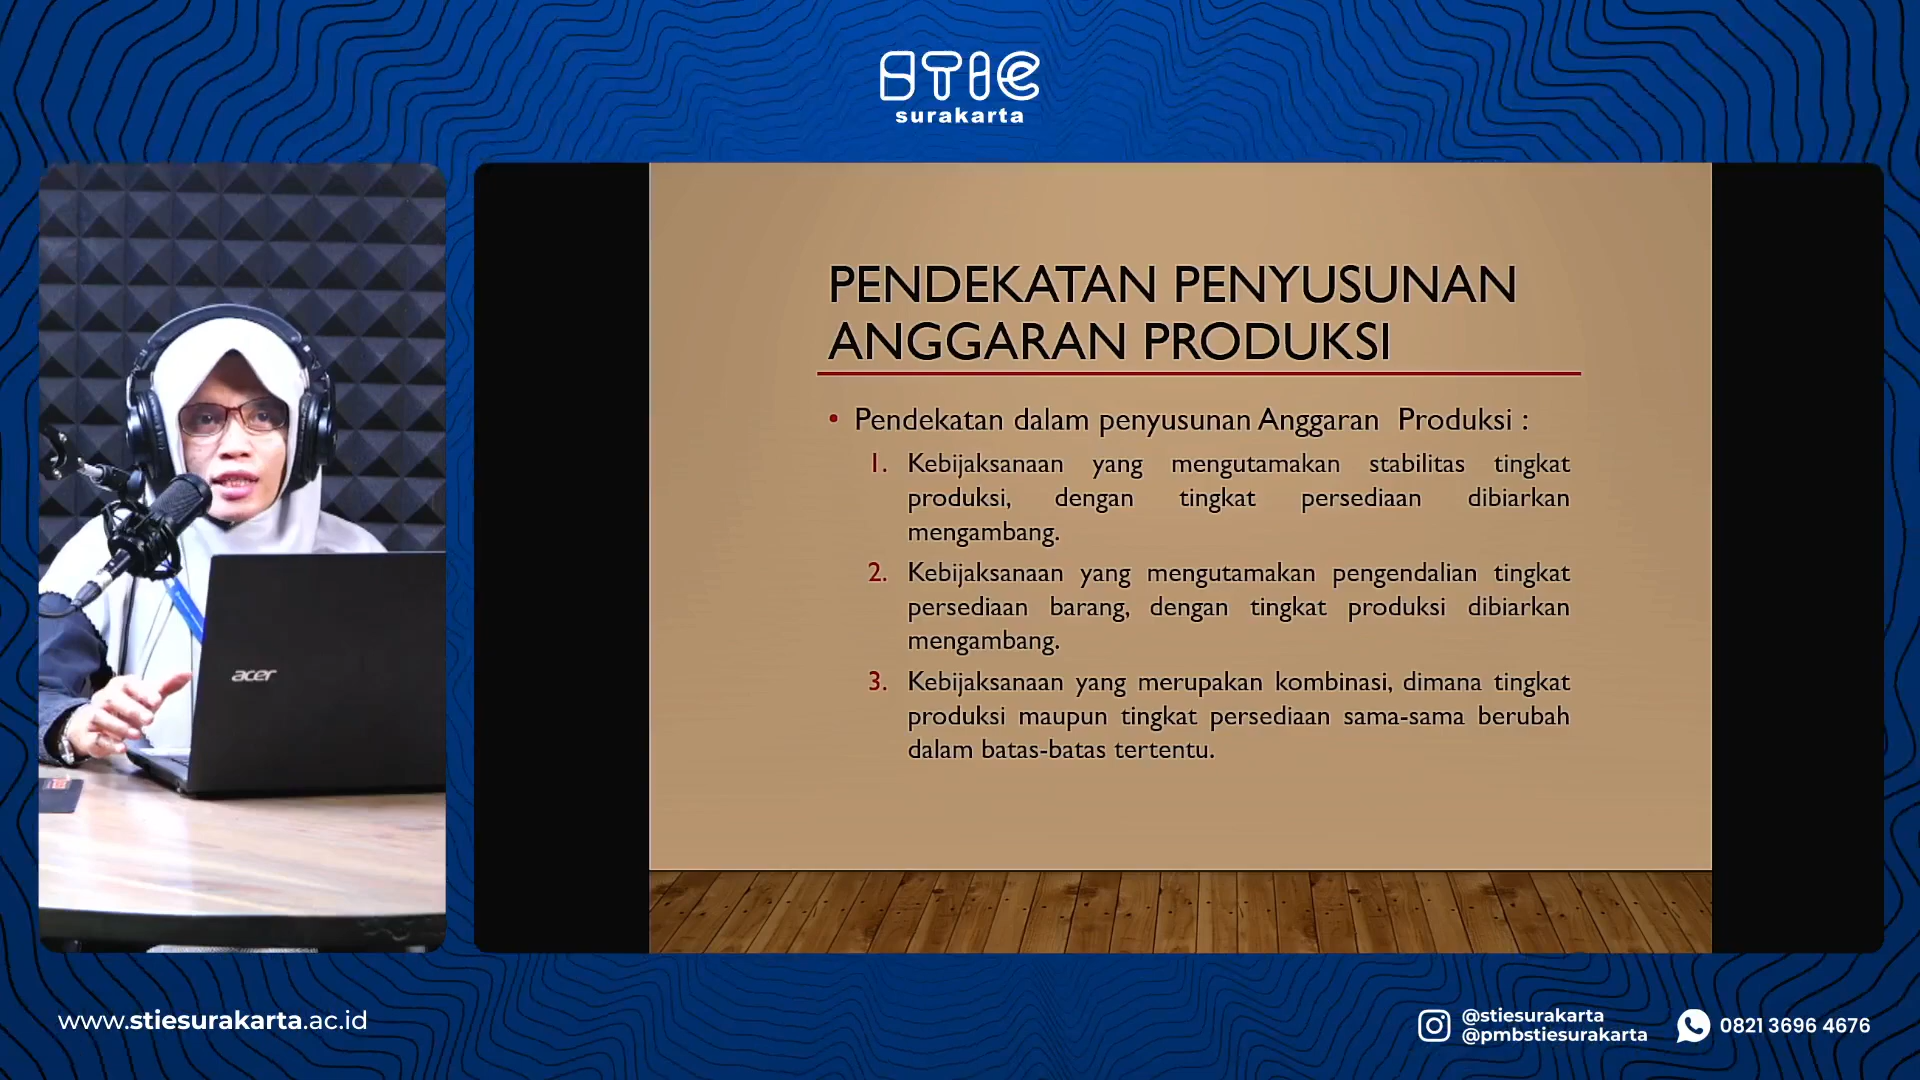 STIE
surakarta
PENDEKATAN PENYUSUNAN
ANGGARAN PRODUKSI
• Pendekatan dalam penyusunan Anggaran Produksi :
1. Kebijaksanaan yang mengutamakan stabilitas tingkat
produksi, dengan tingkat persediaan dibiarkan
mengambang.
2. Kebijaksanaan yang mengutamakan pengendalian tingkat
persediaan barang, dengan tingkat produksi dibiarkan
mengambang.
3. Kebijaksanaan yang merupakan kombinasi, dimana tingkat
produksi maupun tingkat persediaan sama-sama berubah
dalam batas-batas tertentu.
acer
www.stiesurakarta.ac.id
@stiesurakarta
@pmbstiesurakarta
0821 3696 4676